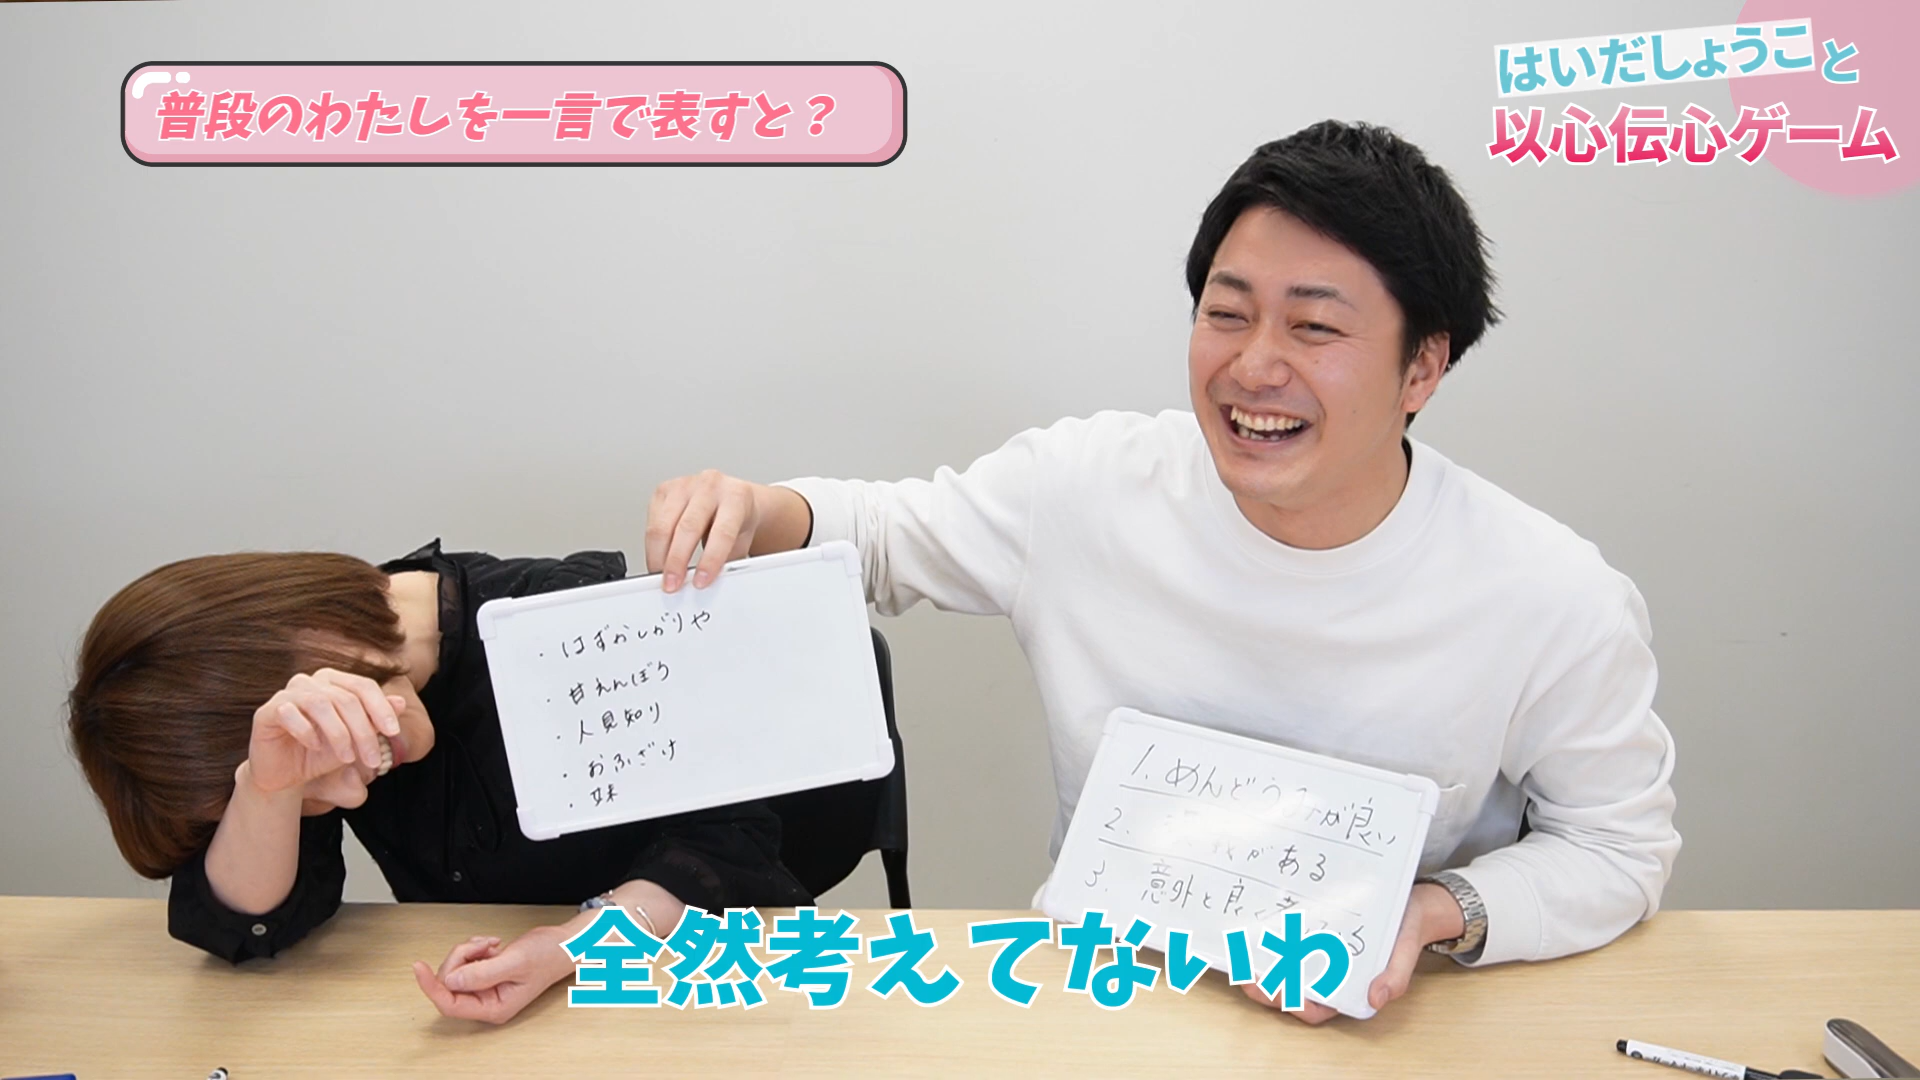 普段のわたしを一言で表すと?
はいだしょうこと
以心伝心ゲーム
・はずかしがりや
・甘えんぼう
・人見知り
・おふざけ
・妹
1. めんどうみが良い
2. がある
3. 意外と良く
全然考えてないわ